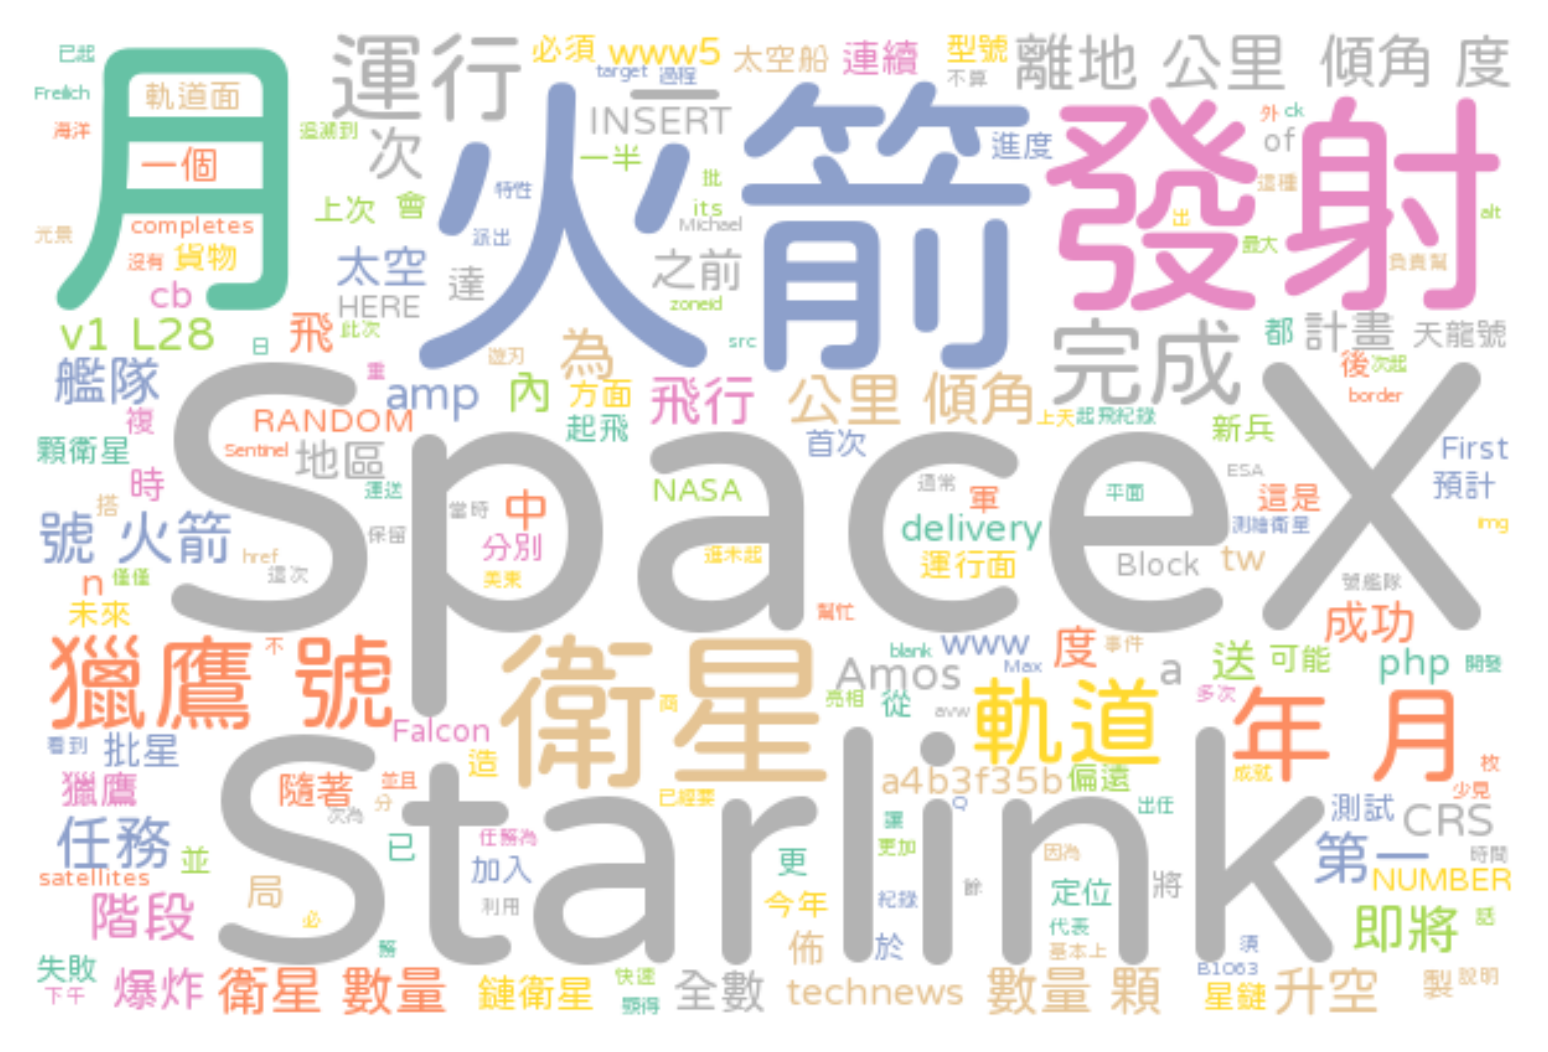 已起 運行 必須 www5 太空船 連續 型號 離地 公里 傾角 度
target 過程 不算
Freilich 軌道面 月 一 INSERT 火箭 進度 發射 外 ck of
海洋 一個 追溯到 次 一半 這種
特性 批
上次 會 its Michael 出 alt
元景 completes 派出 最大
沒有 貨物 太空 達 之前 負責幫
cb HERE zoneid
v1 L28 日 飛 此次 src 完成 都 計畫 天龍號
遊刃 為 後 次起
艦隊 重 amp 內 方面 飛行 公里 傾角 border
複 RANDOM 起飛 上天 起飛紀錄 新兵
顆衛星 Sentinel 地區 首次 First
SpaceX
時 運送 NASA 通常 軍 平面 ESA 這是 預計
搭 當時 中
號 火箭 保留 分別 delivery 測繪衛星 img
href 逛未起 運行面 Block tw
n 僅僅 這次 美東 號艦隊
未來 幫忙 成功
獵鷹 號 不 衛星 blank www 度 事件 送 可能 php 開發
Amos Max a
Falcon 商 亮相 從 avw 軌道 多次 年 月
看到 批星 造 枚
獵鷹 隨著 並且 已經要 a4b3f35b 偏遠 成就 少見
次為 分 Q 出任
Starlink
任務 並 已 任務為 加入 更 讓 更加 因為 測試 CRS
第一 時間
satellites 局 利用 今年 紀錄 餘 定位 將 NUMBER
階段 必 代表 即將 話
務 佈 於 基本上 須
失敗 B1063
下午 爆炸 衛星 數量 鏈衛星 快速 顯得 全數 technews 數量 顆 星鏈 升空 製 說明